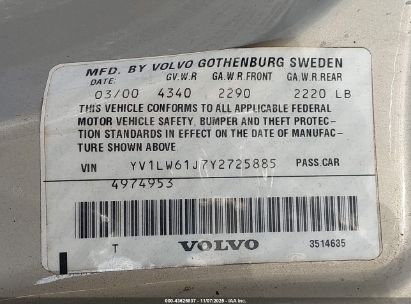 MFD. BY VOLVO GOTHENBURG SWEDEN
DATE G.V.W.R GA.W.R.FRONT GA.W.R.REAR
03/00 4340 2290 2220 LB
THIS VEHICLE CONFORMS TO ALL APPLICABLE FEDERAL
MOTOR VEHICLE SAFETY, BUMPER AND THEFT PROTEC-
TION STANDARDS IN EFFECT ON THE DATE OF MANUFAC-
TURE SHOWN ABOVE
VIN YV1LW61J7Y2725885 PASS.CAR
4974953
T VOLVO 3514635